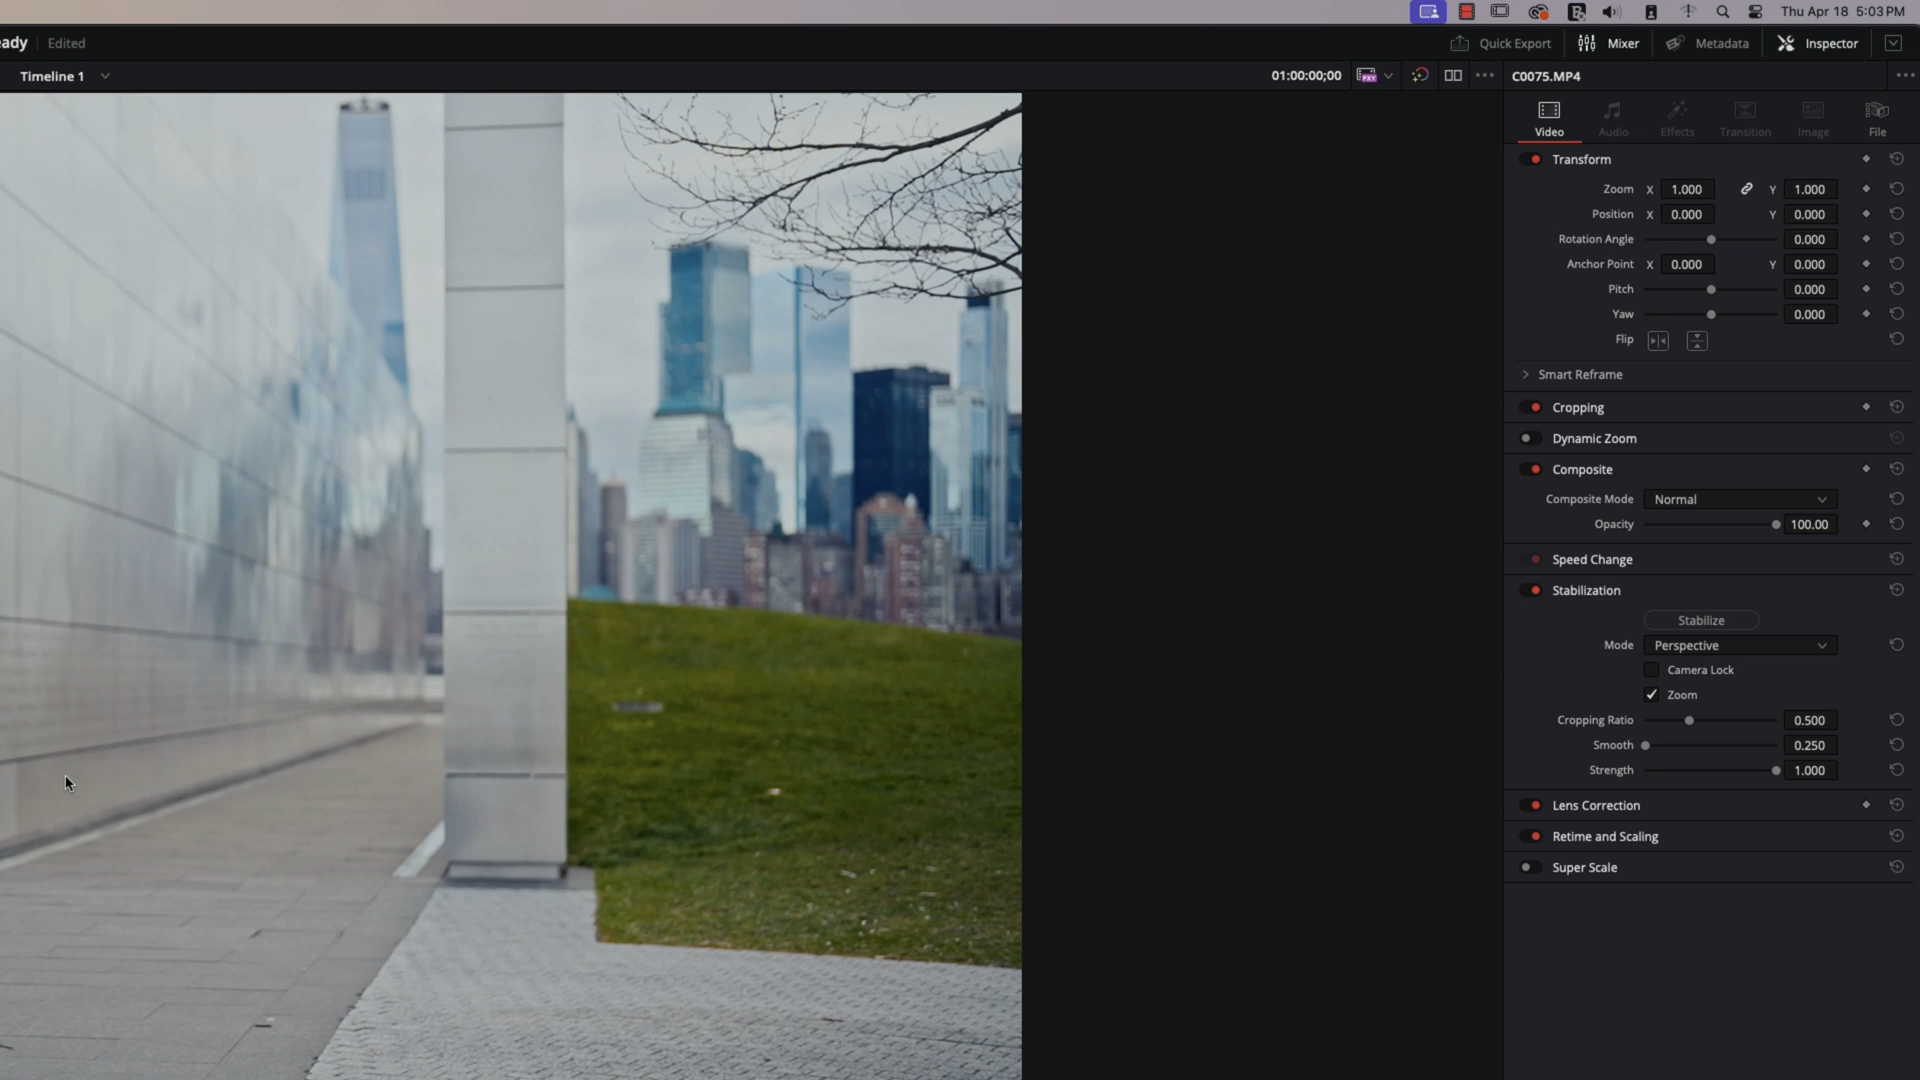 Thu Apr 18 5:03 PM
eady Edited
Quick Export Mixer Metadata Inspector
Timeline 1
01:00:00;00
PXY
C0075.MP4
Video Audio Effects Transition Image File
Transform
Zoom X 1.000 Y 1.000
Position X 0.000 Y 0.000
Rotation Angle 0.000
Anchor Point X 0.000 Y 0.000
Pitch 0.000
Yaw 0.000
Flip
Smart Reframe
Cropping
Dynamic Zoom
Composite
Composite Mode Normal
Opacity 100.00
Speed Change
Stabilization
Stabilize
Mode Perspective
Camera Lock
Zoom
Cropping Ratio 0.500
Smooth 0.250
Strength 1.000
Lens Correction
Retime and Scaling
Super Scale